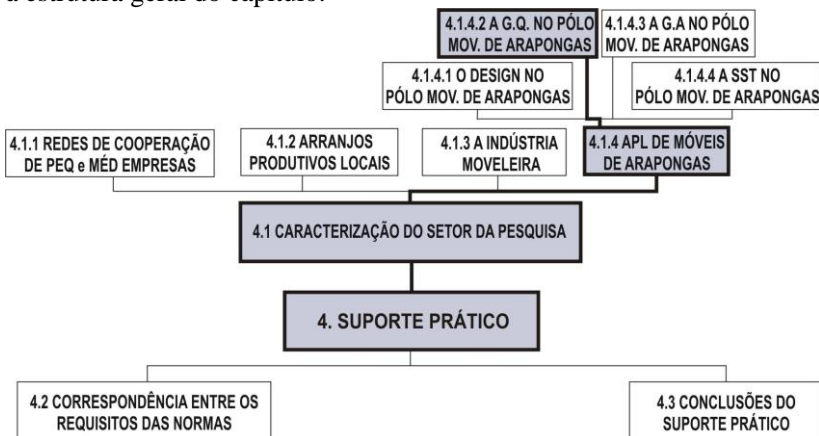 a estrutura geral do capítulo.
4.1.4.2 A G.Q. NO PÓLO
MOV. DE ARAPONGAS
4.1.4.3 A G.A NO PÓLO
MOV. DE ARAPONGAS
4.1.4.1 O DESIGN NO
PÓLO MOV. DE ARAPONGAS
4.1.4.4 A SST NO
PÓLO MOV. DE ARAPONGAS
4.1.1 REDES DE COOPERAÇÃO
DE PEQ e MÉD EMPRESAS
4.1.2 ARRANJOS
PRODUTIVOS LOCAIS
4.1.3 A INDÚSTRIA
MOVELEIRA
4.1.4 APL DE MÓVEIS
DE ARAPONGAS
4.1 CARACTERIZAÇÃO DO SETOR DA PESQUISA
4. SUPORTE PRÁTICO
4.2 CORRESPONDÊNCIA ENTRE OS
REQUISITOS DAS NORMAS
4.3 CONCLUSÕES DO
SUPORTE PRÁTICO